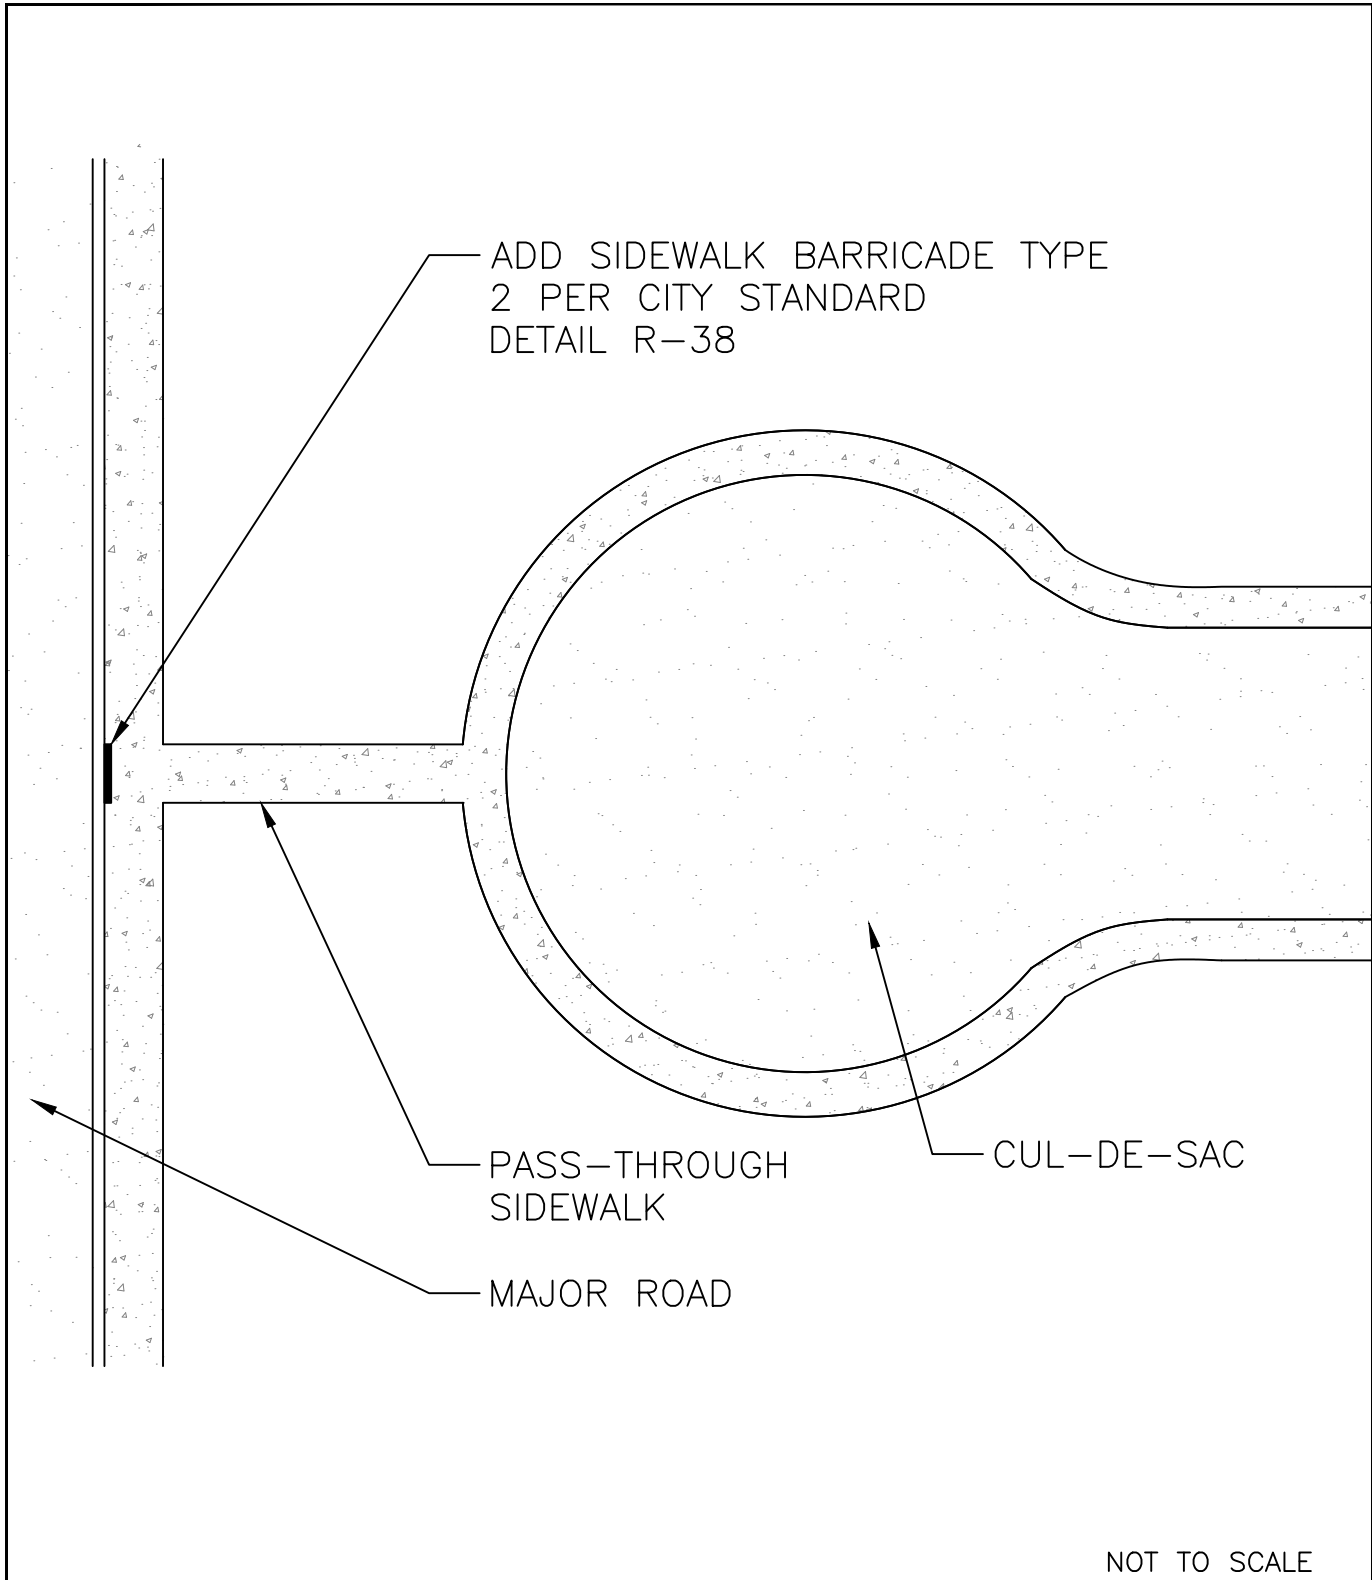 ADD SIDEWALK BARRICADE TYPE
2 PER CITY STANDARD
DETAIL R-38
PASS-THROUGH
SIDEWALK
CUL-DE-SAC
MAJOR ROAD
NOT TO SCALE